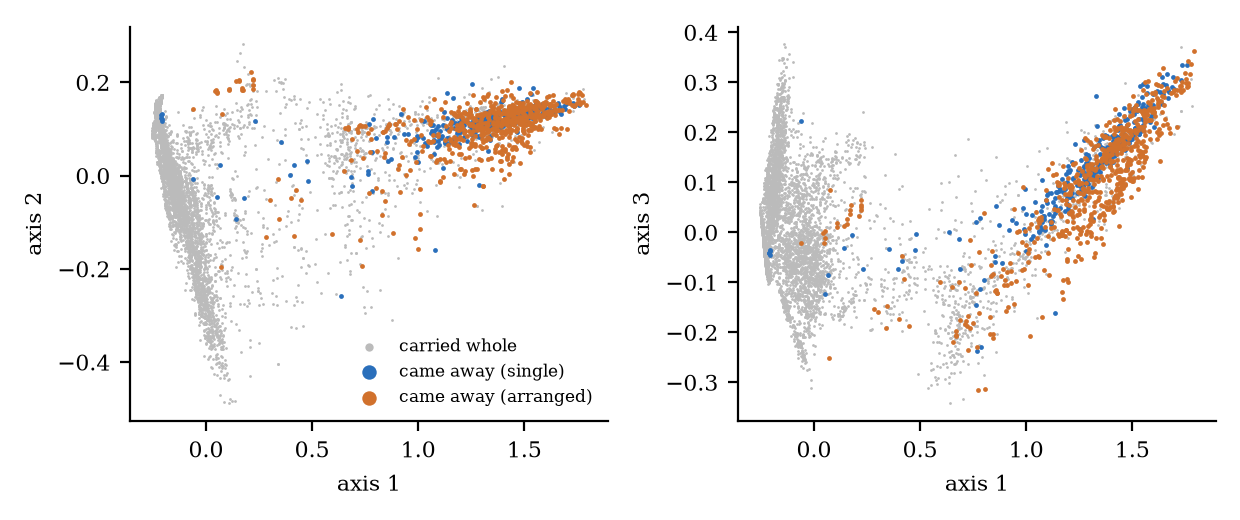 0.2
0.0
−0.2
−0.4
axis 2
0.0 0.5 1.0 1.5
axis 1
carried whole
came away (single)
came away (arranged)
0.4
0.3
0.2
0.1
0.0
−0.1
−0.2
−0.3
axis 3
0.0 0.5 1.0 1.5
axis 1